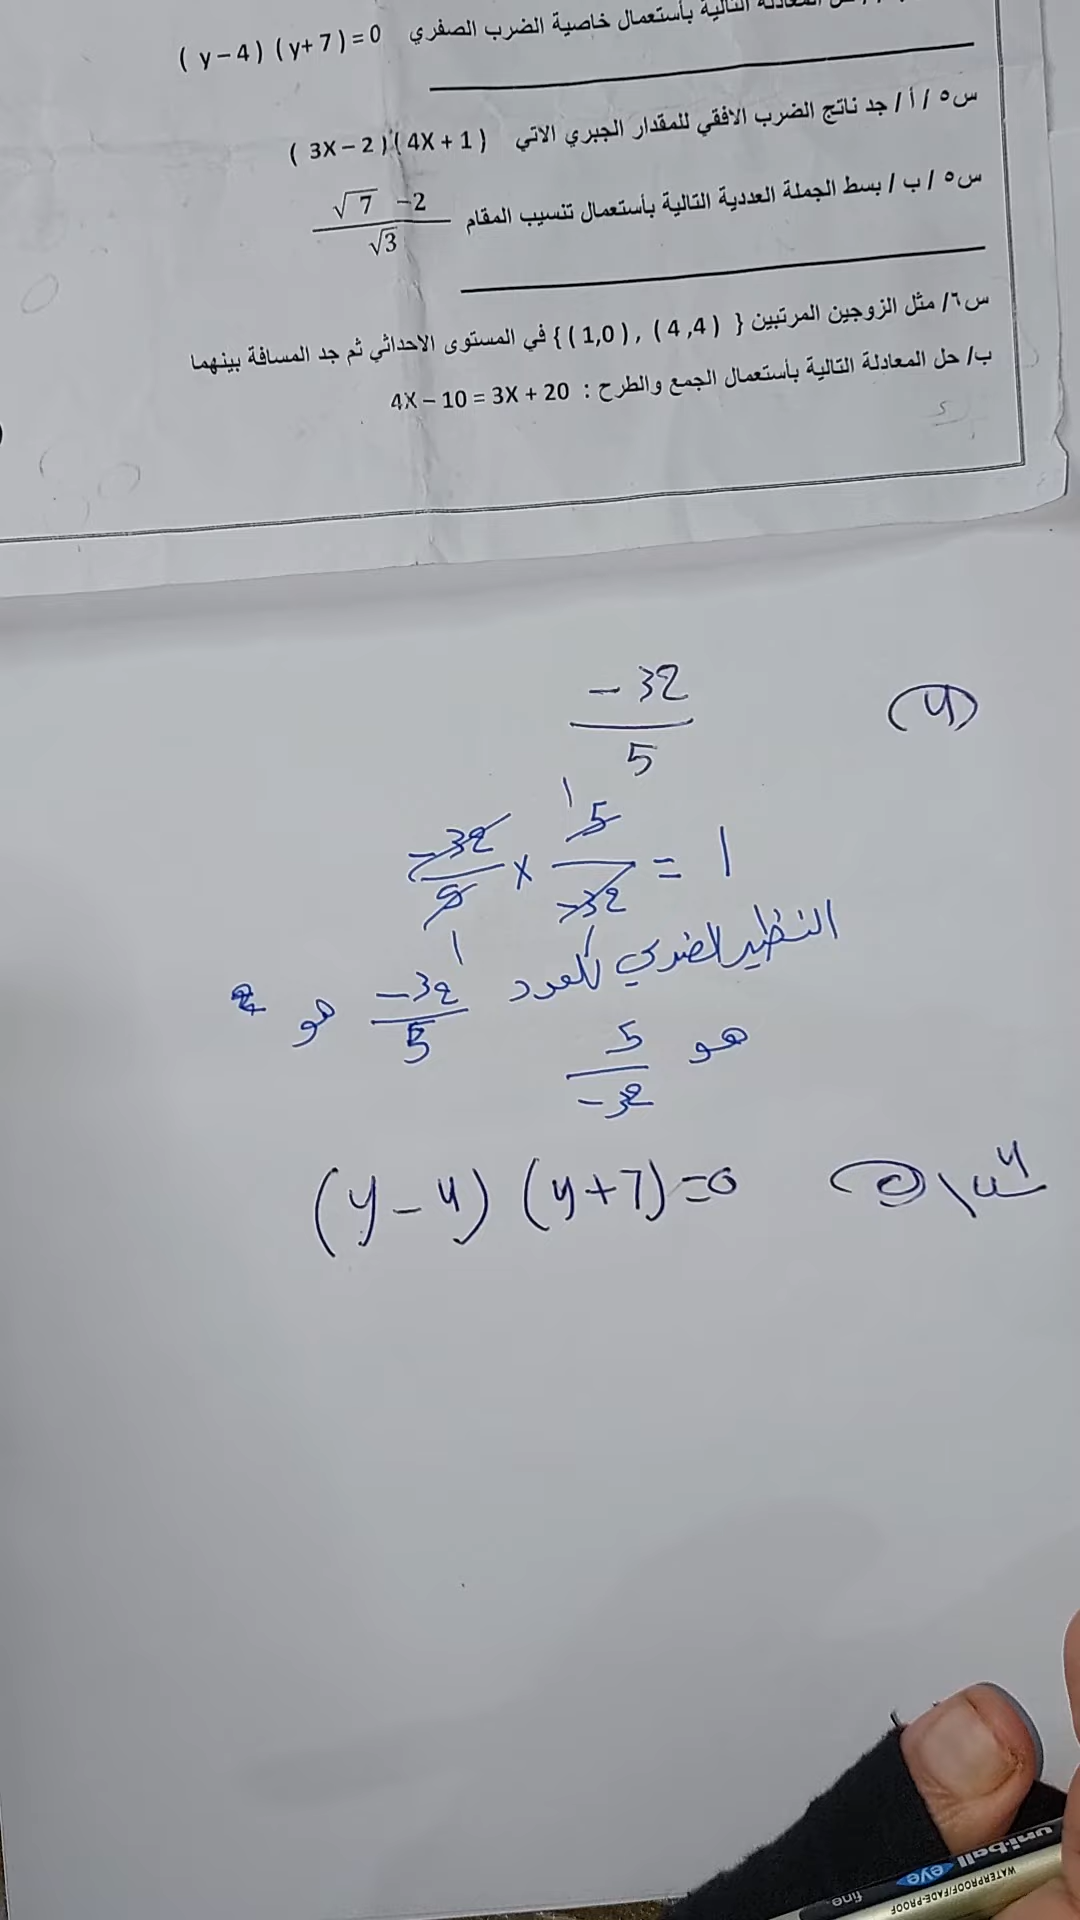 المعادلة التالية بأستعمال خاصية الضرب الصفري ( y – 4 ) ( y+ 7 ) = 0
س٥ / أ / جد ناتج الضرب الافقي للمقدار الجبري الاتي ( 3X – 2 ) ( 4X + 1 )
س٥ / ب / بسط الجملة العددية التالية بأستعمال تنسيب المقام √7 -2 / √3
س٦/ مثل الزوجين المرتبين { ( 4 ,4 ) , ( 1,0 ) } في المستوى الاحداثي ثم جد المسافة بينهما
ب/ حل المعادلة التالية بأستعمال الجمع والطرح : 4X – 10 = 3X + 20
(4) -32 / 5
-32/5 × 5/-32 = 1
1
1
النظير الضربي للعدد -32/5 هو
هو 5/-32
(y-4) (y+7)=0
uni-ball
eye
fine
WATERPROOF/FADE-PROOF